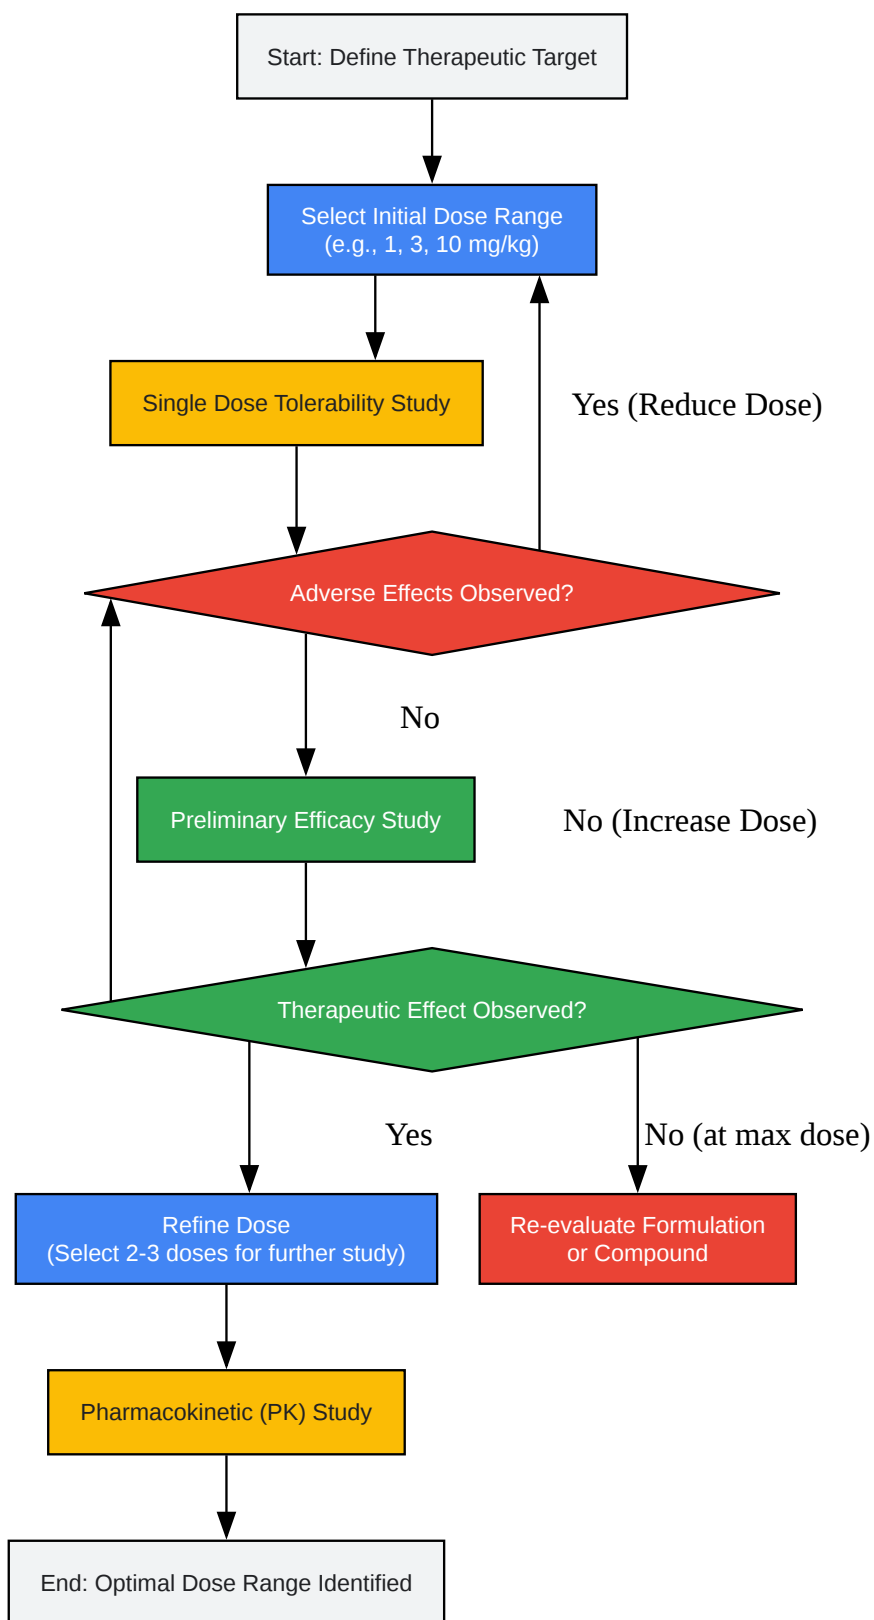 Start: Define Therapeutic Target
Select Initial Dose Range
(e.g., 1, 3, 10 mg/kg)
Single Dose Tolerability Study
Yes (Reduce Dose)
Adverse Effects Observed?
No
Preliminary Efficacy Study
No (Increase Dose)
Therapeutic Effect Observed?
Yes
No (at max dose)
Refine Dose
(Select 2-3 doses for further study)
Re-evaluate Formulation
or Compound
Pharmacokinetic (PK) Study
End: Optimal Dose Range Identified